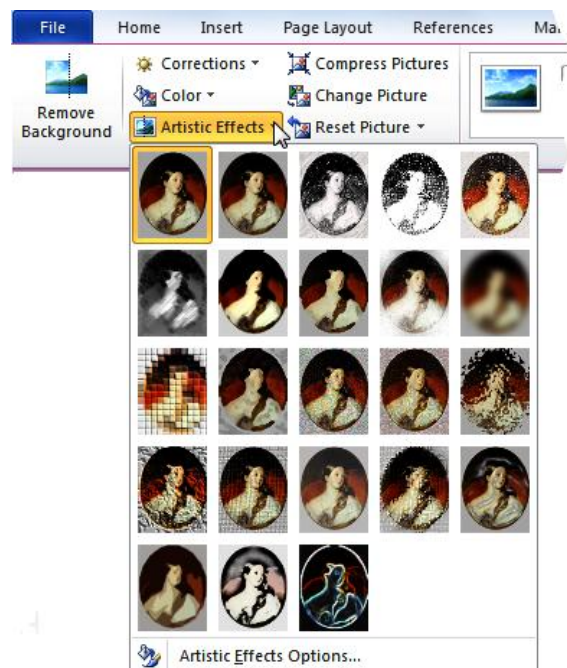 File Home Insert Page Layout References
Corrections Compress Pictures
Color Change Picture
Remove Background
Artistic Effects Reset Picture
Artistic Effects Options...